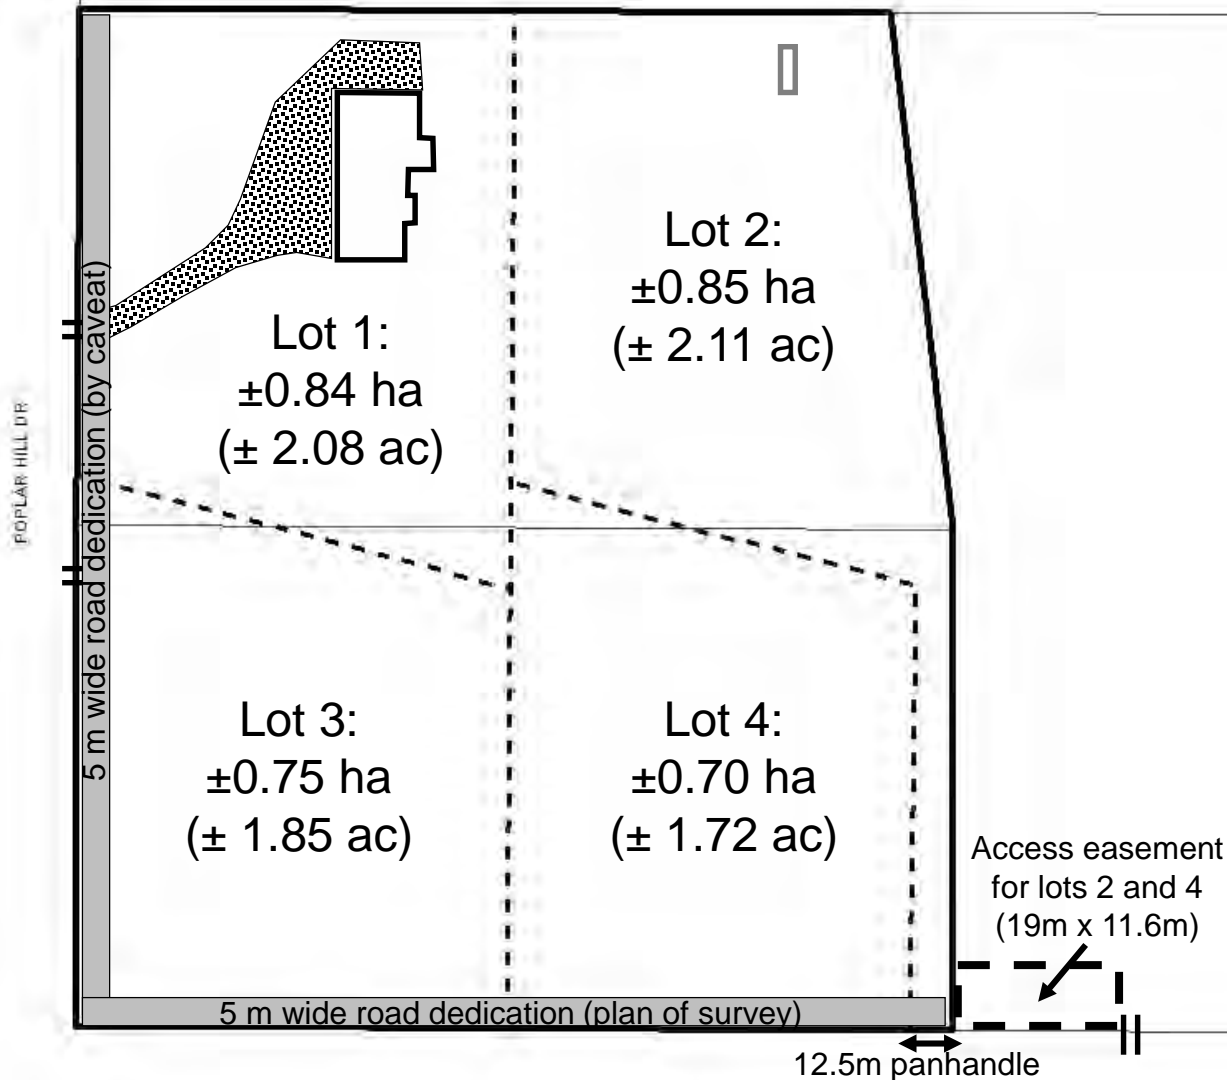 Lot 1:
±0.84 ha
(± 2.08 ac)
Lot 2:
±0.85 ha
(± 2.11 ac)
POPLAR HILL DR
5 m wide road dedication (by caveat)
Lot 3:
±0.75 ha
(± 1.85 ac)
Lot 4:
±0.70 ha
(± 1.72 ac)
Access easement
for lots 2 and 4
(19m x 11.6m)
5 m wide road dedication (plan of survey)
12.5m panhandle